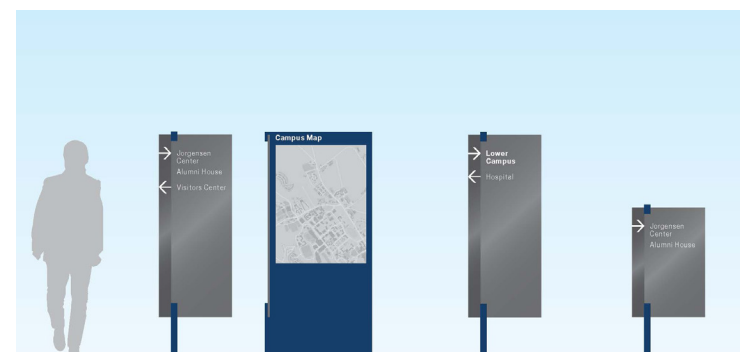 Jorgensen
Center
Alumni House
Visitors Center
Campus Map
Lower
Campus
Hospital
Jorgensen
Center
Alumni House